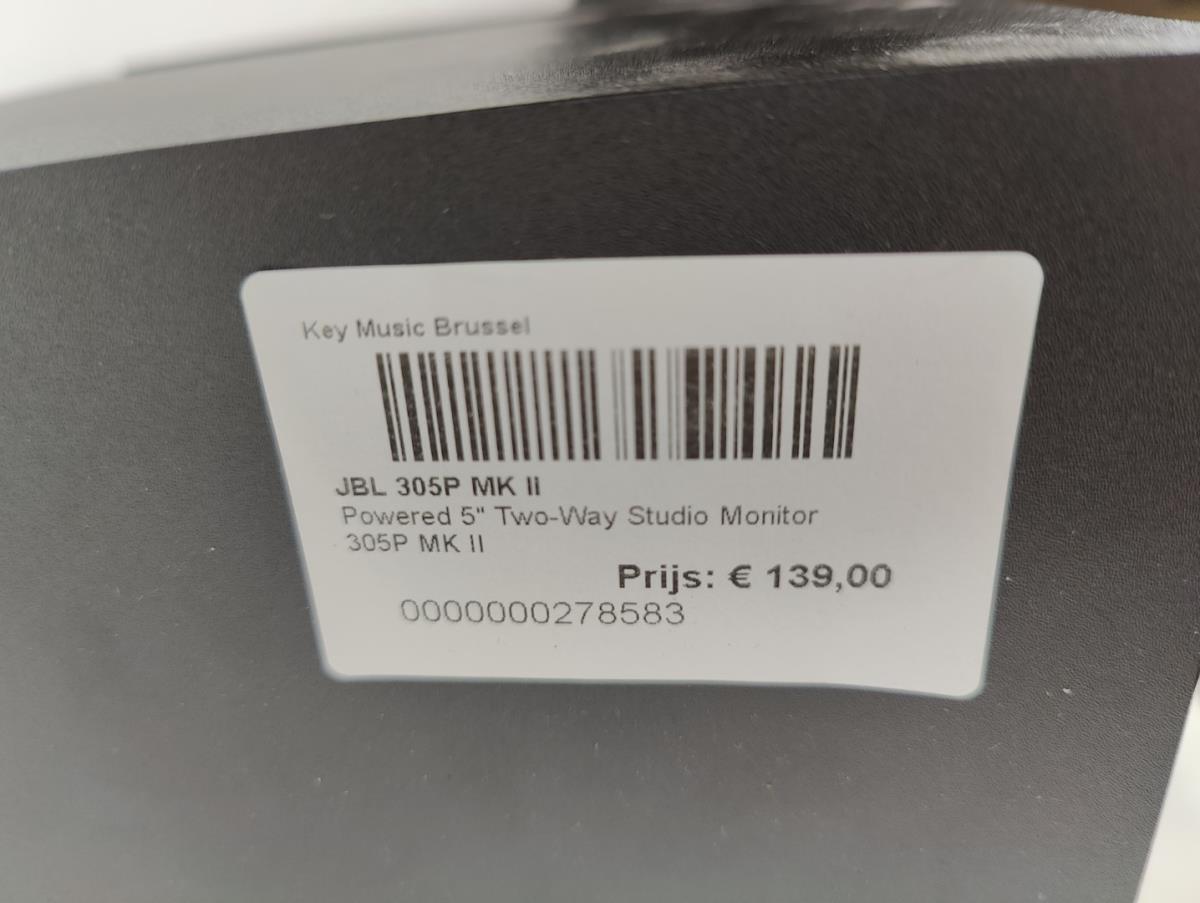 Key Music Brussel
JBL 305P MK II
Powered 5" Two-Way Studio Monitor
305P MK II
Prijs: € 139,00
0000000278583